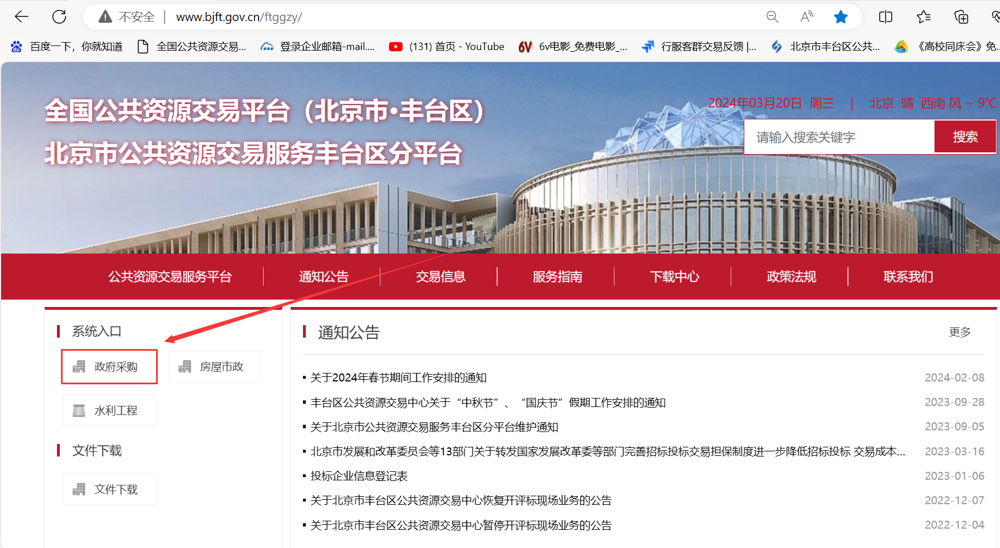 不安全 | www.bjft.gov.cn/ftggzy/
百度一下，你就知道 全国公共资源交易... 登录企业邮箱-mail.... (131) 首页 - YouTube 6v电影_免费电影_... 行服客群交易反馈 |... 北京市丰台区公共... 《高校同床会》免...
2024年03月20日 周三 | 北京 晴 西南 风 ~ 9℃
全国公共资源交易平台（北京市•丰台区）
北京市公共资源交易服务丰台区分平台
请输入搜索关键字 搜索
公共资源交易服务平台 通知公告 交易信息 服务指南 下载中心 政策法规 联系我们
系统入口
政府采购 房屋市政
水利工程
文件下载
文件下载
通知公告 更多
关于2024年春节期间工作安排的通知 2024-02-08
丰台区公共资源交易中心关于“中秋节”、“国庆节”假期工作安排的通知 2023-09-28
关于北京市公共资源交易服务丰台区分平台维护通知 2023-09-05
北京市发展和改革委员会等13部门关于转发国家发展改革委等部门完善招标投标交易担保制度进一步降低招标投标 交易成本... 2023-03-16
投标企业信息登记表 2023-01-06
关于北京市丰台区公共资源交易中心恢复开评标现场业务的公告 2022-12-07
关于北京市丰台区公共资源交易中心暂停开评标现场业务的公告 2022-12-04